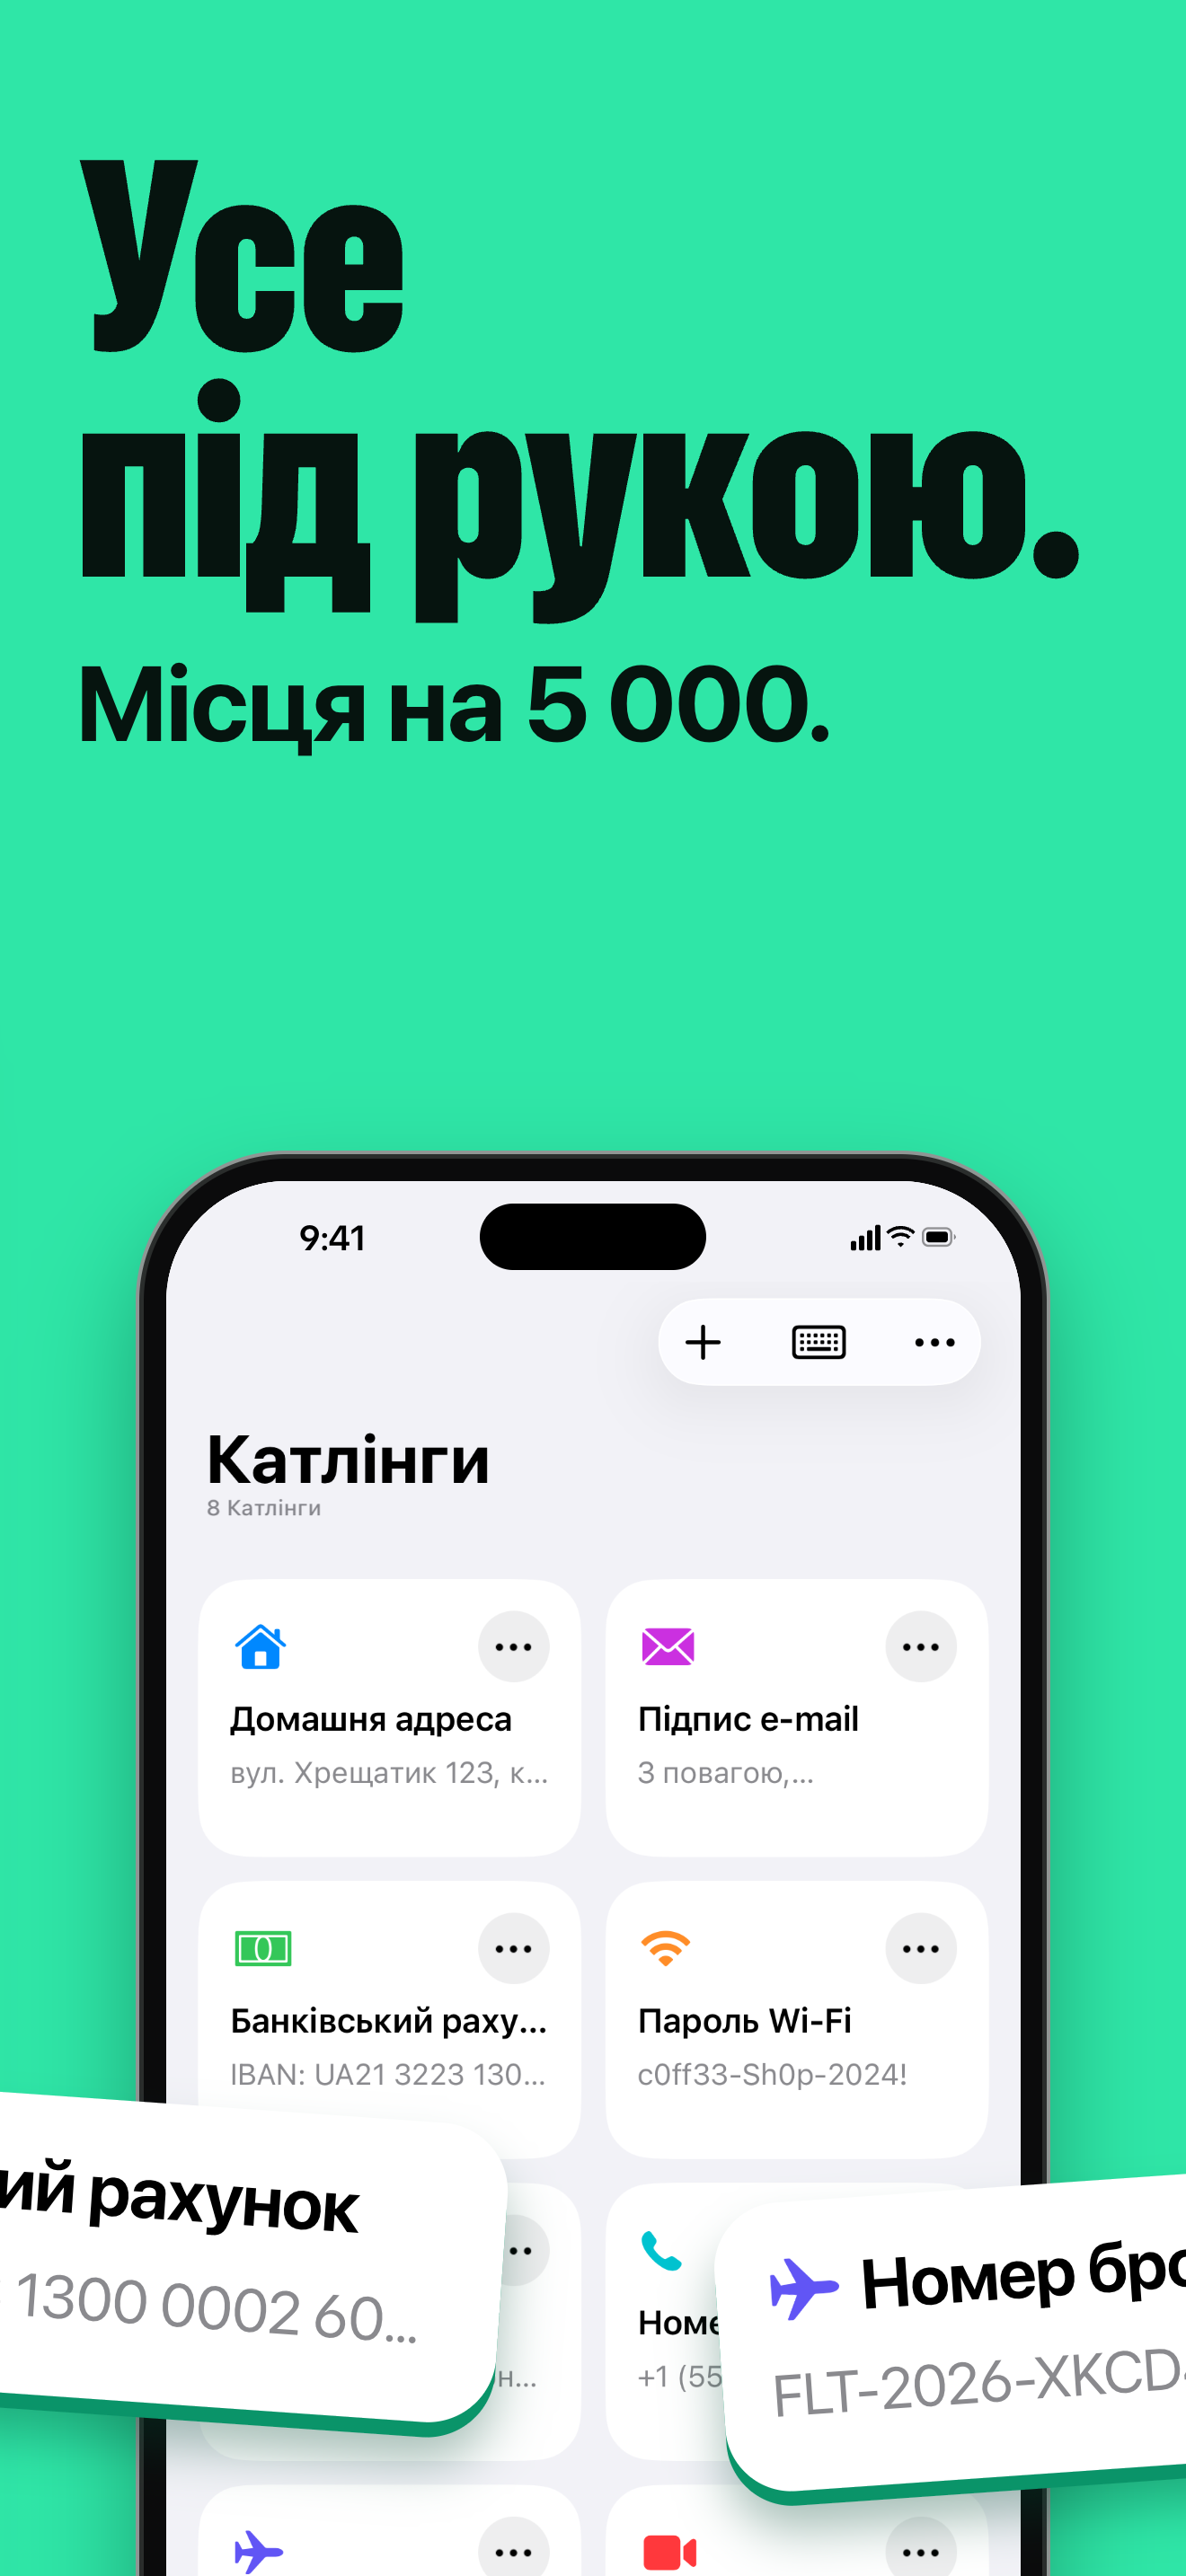 Усе
під рукою.
Місця на 5 000.
9:41
Катлінги
8 Катлінги
Домашня адреса
вул. Хрещатик 123, к...
Підпис e-mail
З повагою,...
Банківський раху...
IBAN: UA21 3223 130...
Пароль Wi-Fi
c0ff33-Sh0p-2024!
рахунок
1300 0002 60...
+1 (55
Номер
FLT-2026-XKCD